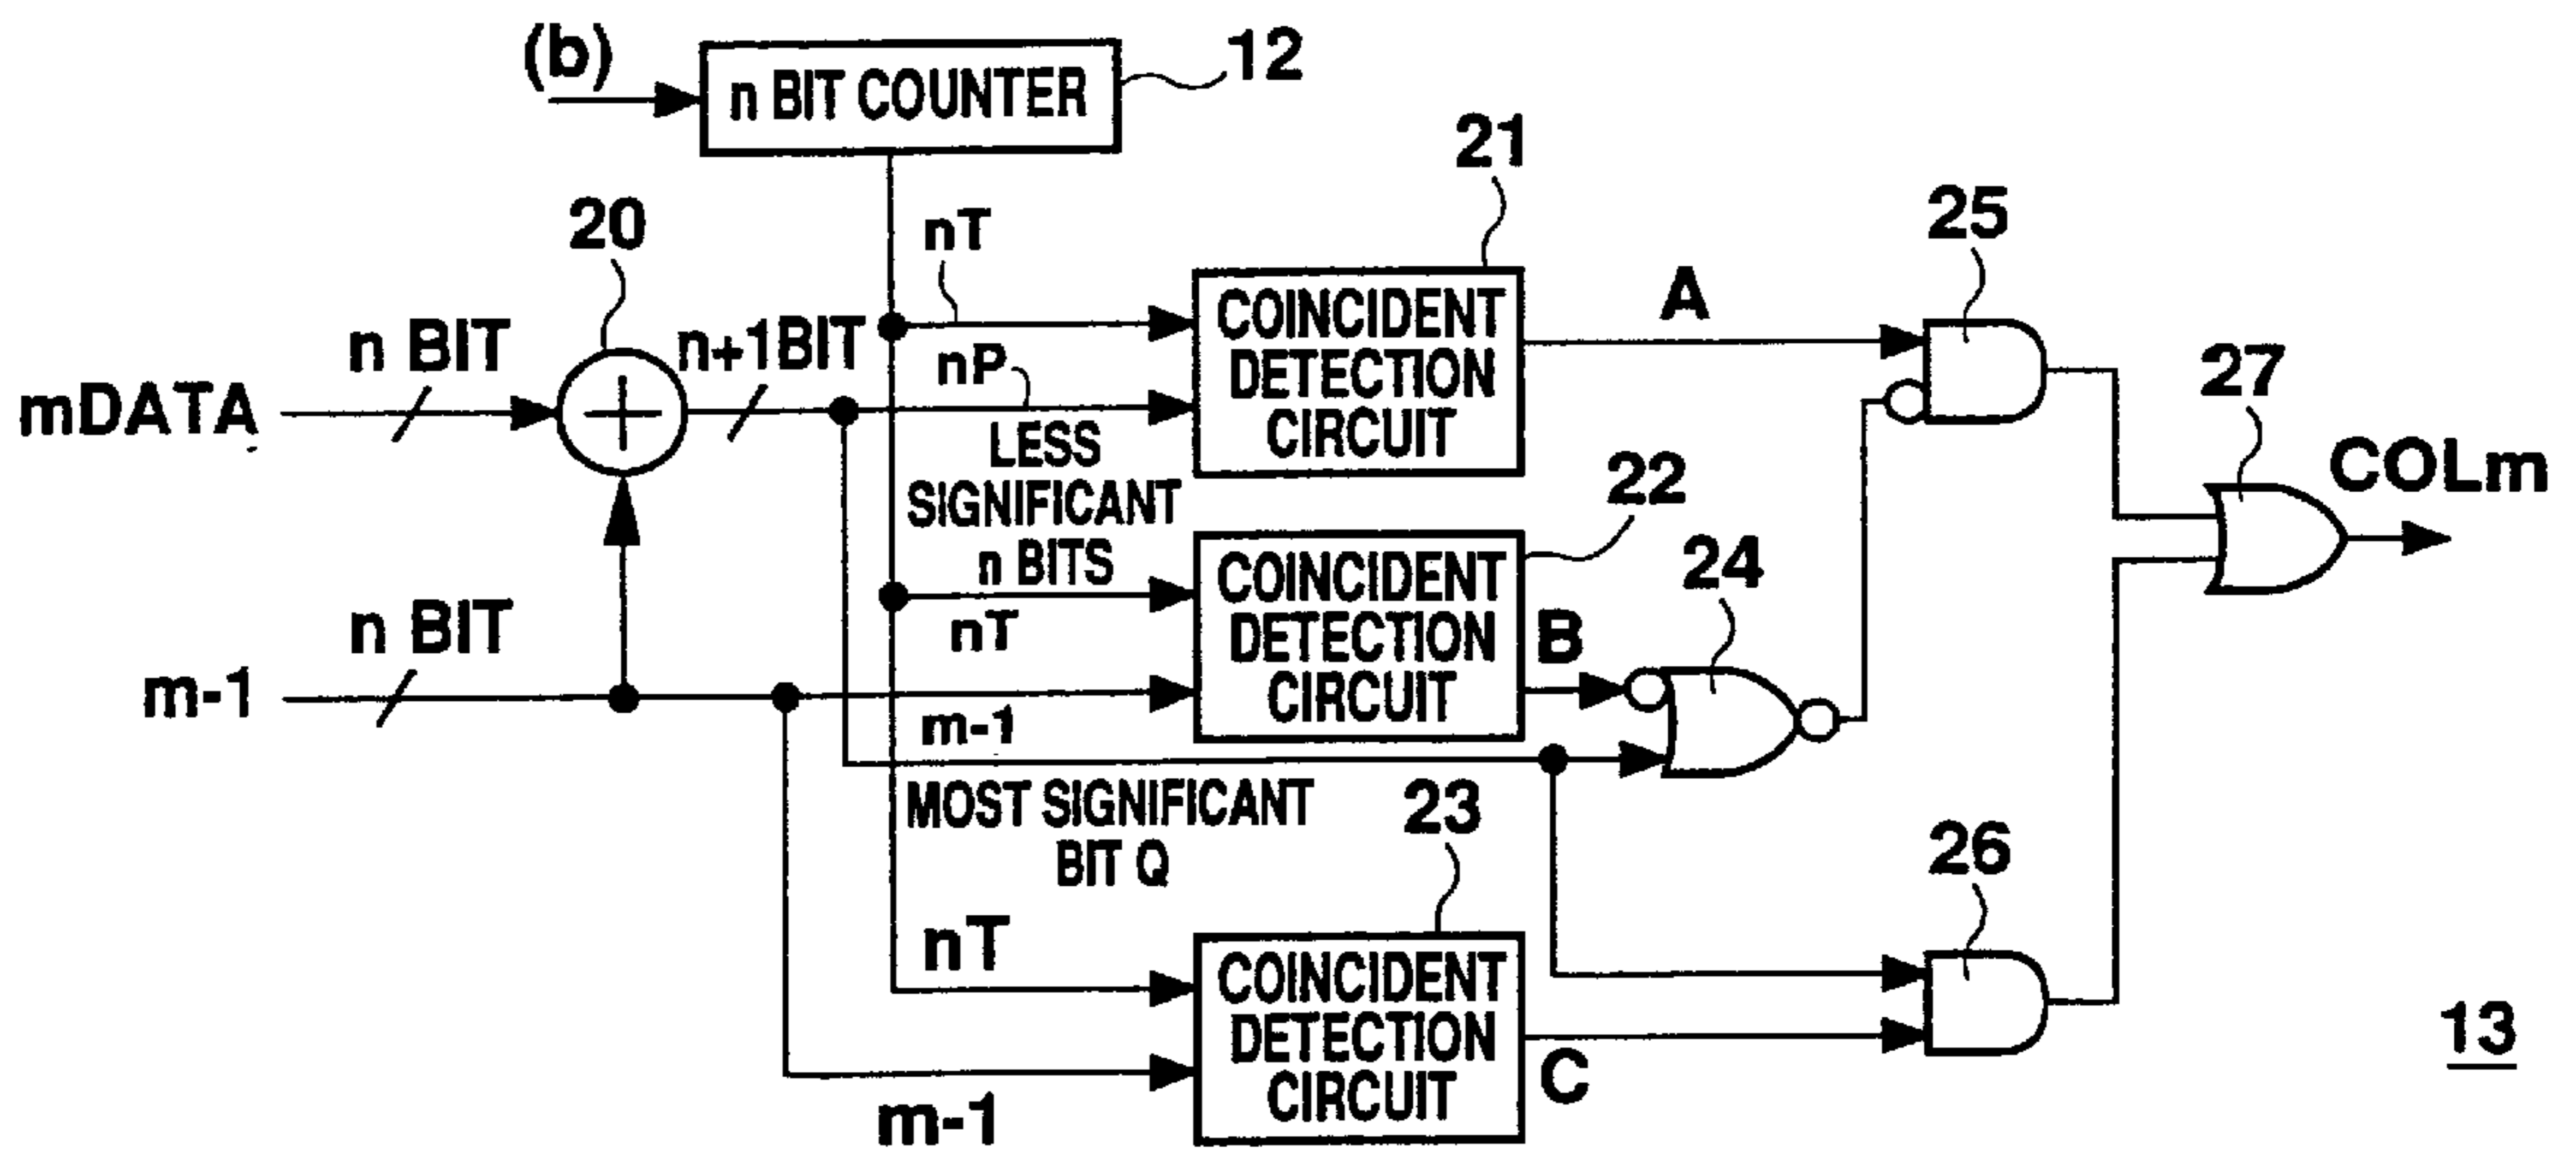 (b)
n BIT COUNTER
12
21
20
nT
25
A
n BIT
n+1BIT
nP
COINCIDENT
DETECTION
CIRCUIT
27
mDATA
LESS
SIGNIFICANT
n BITS
22
COLm
24
n BIT
nT
COINCIDENT
DETECTION
CIRCUIT
B
m-1
m-1
MOST SIGNIFICANT
BIT Q
23
26
nT
COINCIDENT
DETECTION
CIRCUIT
C
m-1
13